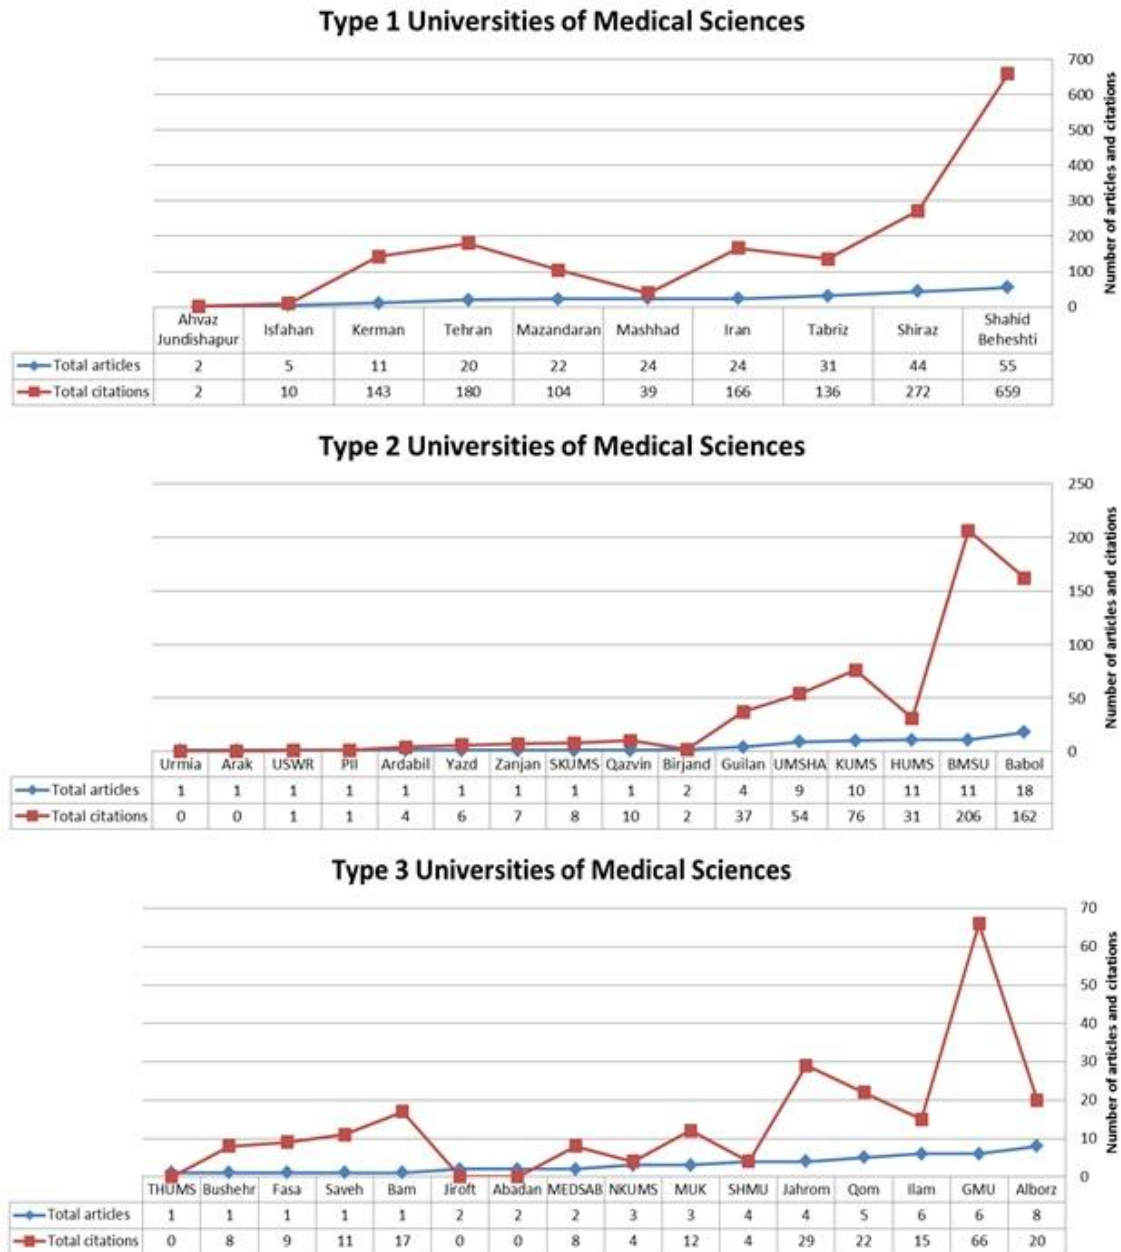 Type 1 Universities of Medical Sciences
700
600
500
400
300
200
100
0
Number of articles and citations
Ahvaz Jundishapur Isfahan Kerman Tehran Mazandaran Mashhad Iran Tabriz Shiraz Shahid Beheshti
Total articles 2 5 11 20 22 24 24 31 44 55
Total citations 2 10 143 180 104 39 166 136 272 659
Type 2 Universities of Medical Sciences
250
200
150
100
50
0
Number of articles and citations
Urmia Arak USWR PII Ardabil Yazd Zanjan SKUMS Qazvin Birjand Guilan UMSHA KUMS HUMS BMSU Babol
Total articles 1 1 1 1 1 1 1 1 1 2 4 9 10 11 11 18
Total citations 0 0 1 1 4 6 7 8 10 2 37 54 76 31 206 162
Type 3 Universities of Medical Sciences
70
60
50
40
30
20
10
0
Number of articles and citations
THUMS Bushehr Fasa Saveh Bam Jiroft Abadan MEDSAB NKUMS MUK SHMU Jahrom Qom Ilam GMU Alborz
Total articles 1 1 1 1 1 2 2 2 3 3 4 4 5 6 6 8
Total citations 0 8 9 11 17 0 0 8 4 12 4 29 22 15 66 20